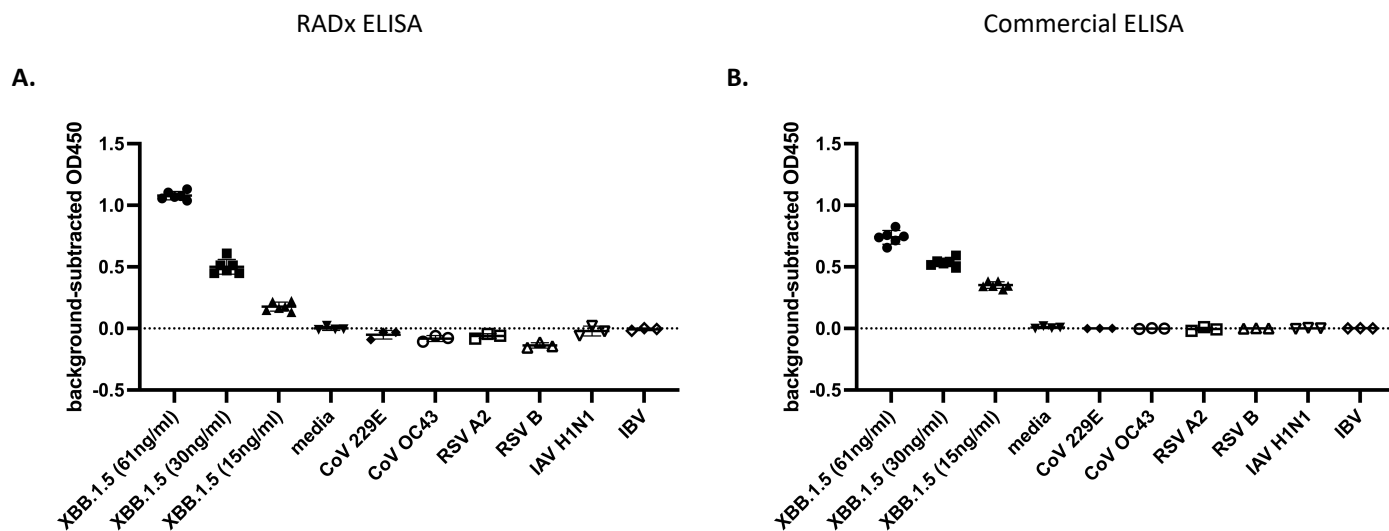 RADx ELISA
Commercial ELISA
A.
background-subtracted OD450
1.5
1.0
0.5
0.0
-0.5
XBB.1.5 (61ng/ml)
XBB.1.5 (30ng/ml)
XBB.1.5 (15ng/ml)
media
CoV 229E
CoV OC43
RSV A2
RSV B
IAV H1N1
IBV
B.
background-subtracted OD450
1.5
1.0
0.5
0.0
-0.5
XBB.1.5 (61ng/ml)
XBB.1.5 (30ng/ml)
XBB.1.5 (15ng/ml)
media
CoV 229E
CoV OC43
RSV A2
RSV B
IAV H1N1
IBV